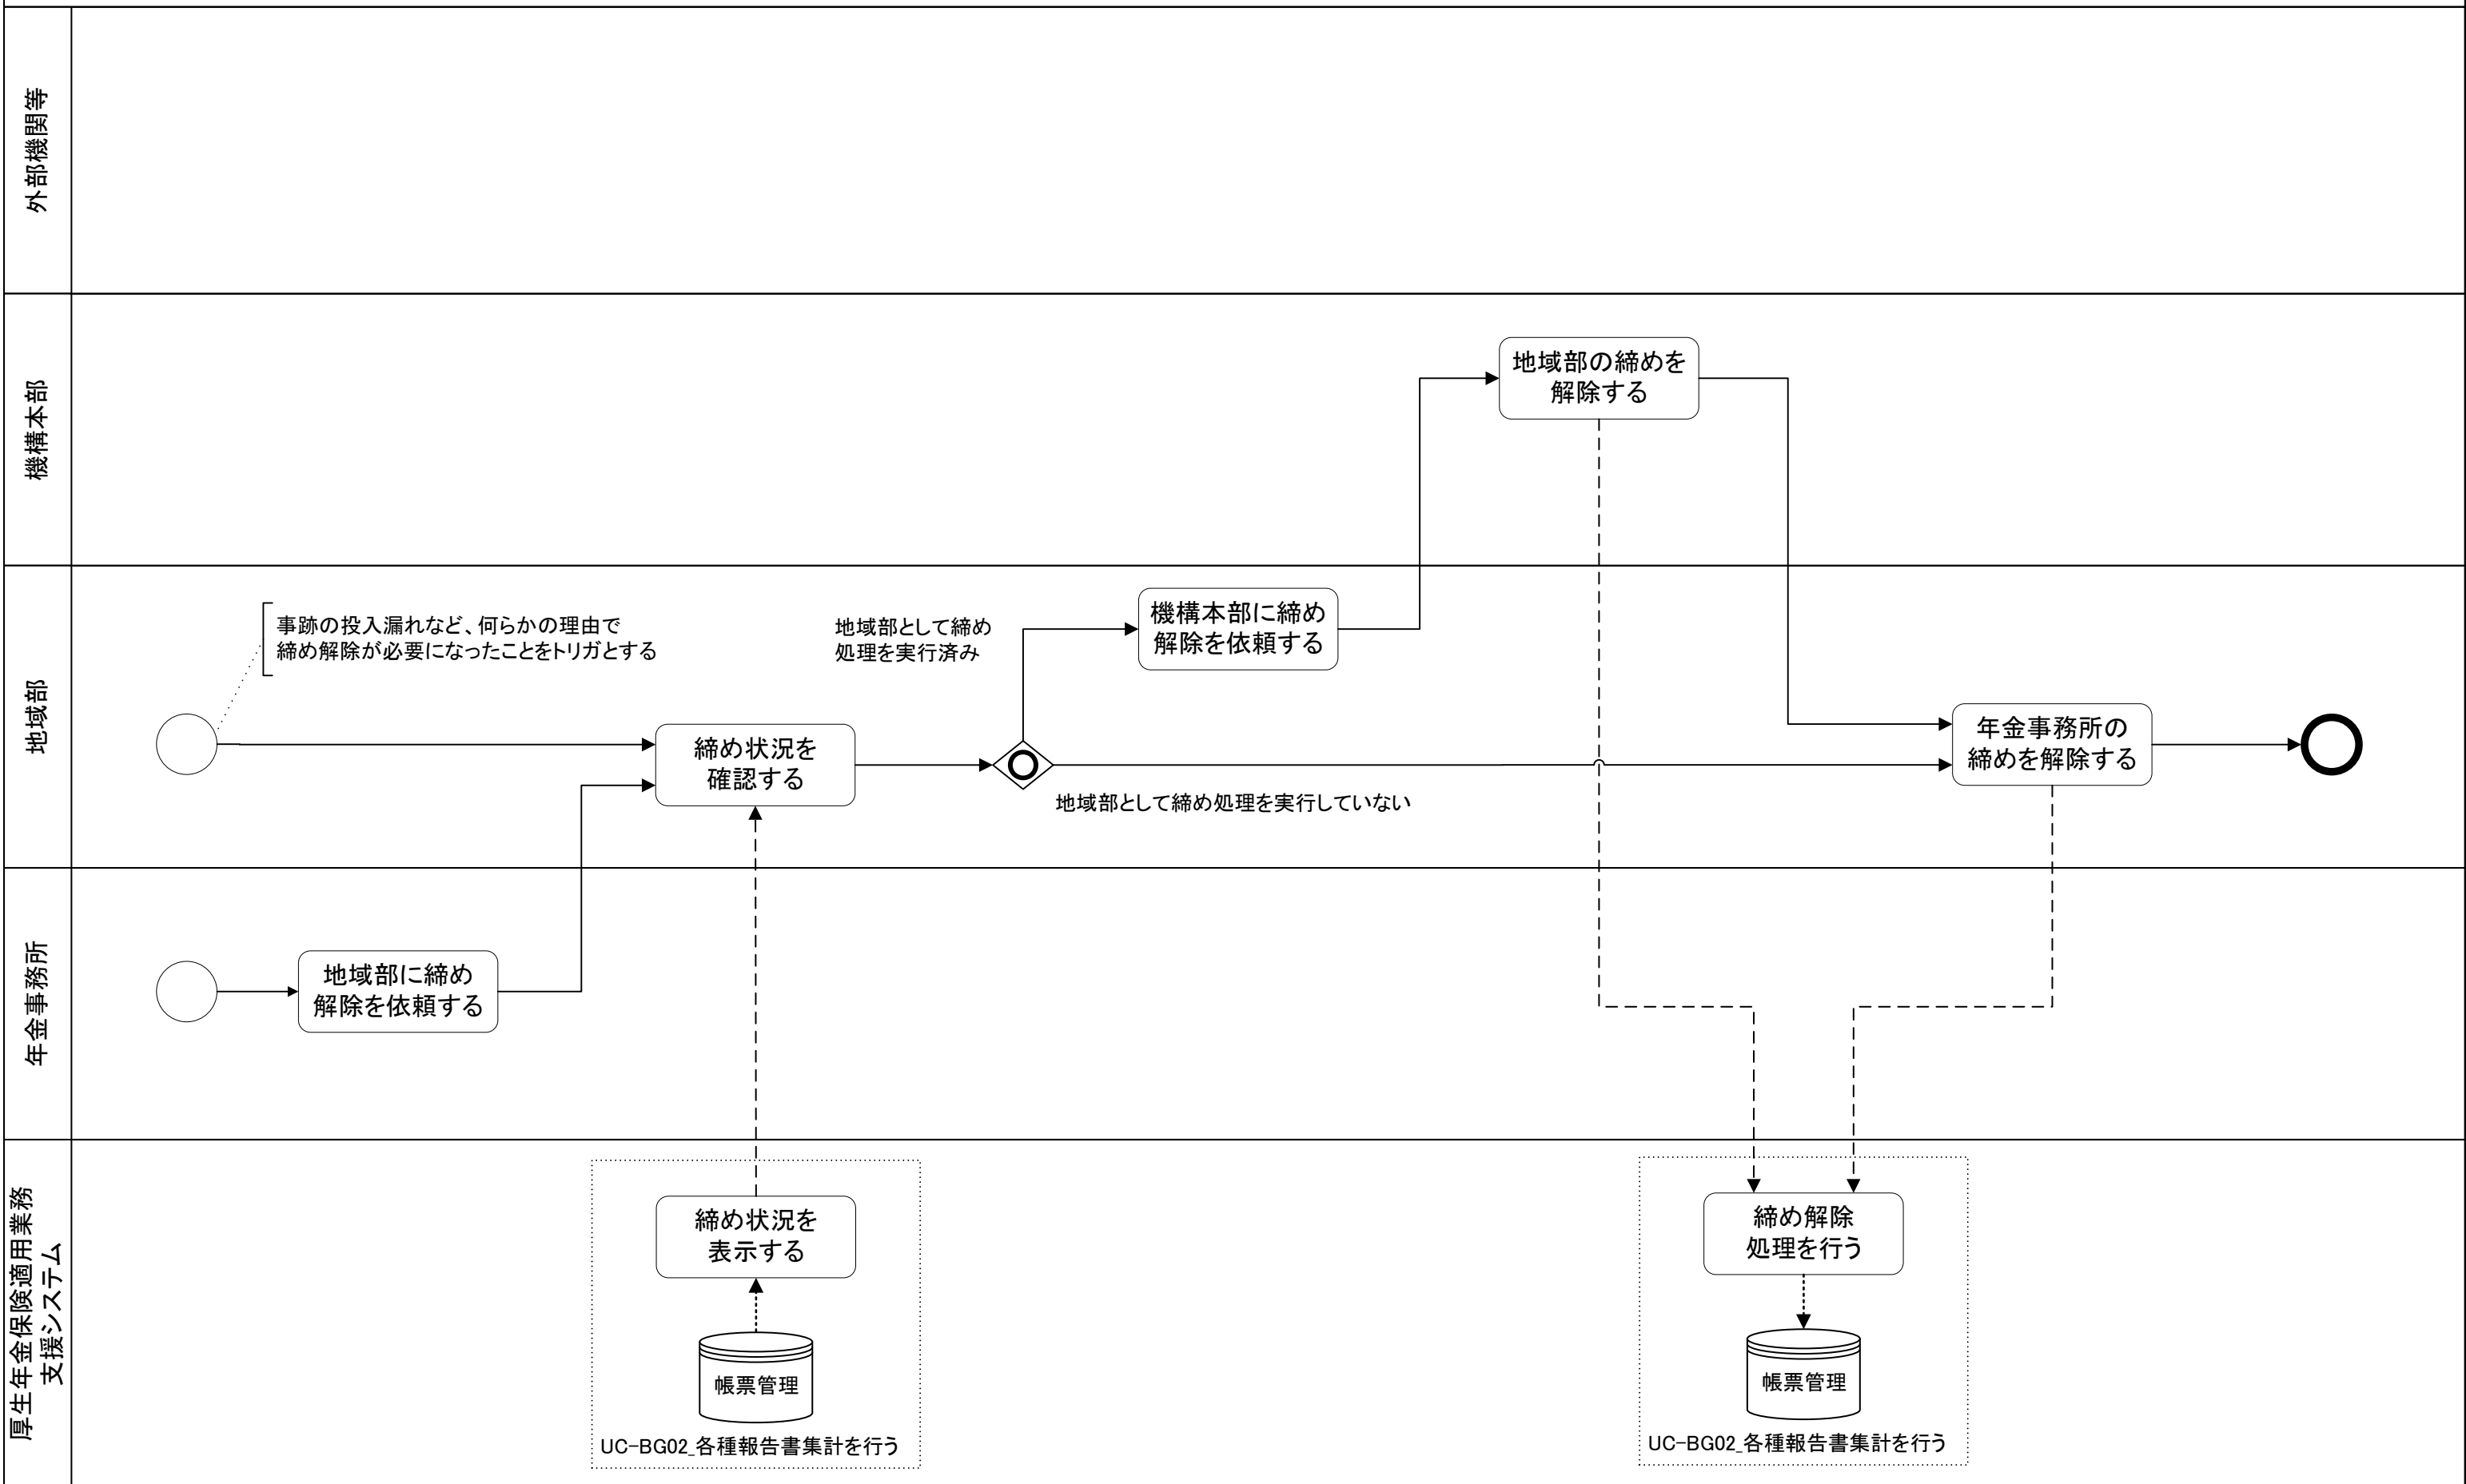 外部機関等
機構本部
地域部の締めを
解除する
地域部
事跡の投入漏れなど、何らかの理由で
締め解除が必要になったことをトリガとする
地域部として締め
処理を実行済み
機構本部に締め
解除を依頼する
締め状況を
確認する
地域部として締め処理を実行していない
年金事務所の
締めを解除する
年金事務所
地域部に締め
解除を依頼する
厚生年金保険適用業務
支援システム
締め状況を
表示する
帳票管理
UC-BG02_各種報告書集計を行う
締め解除
処理を行う
帳票管理
UC-BG02_各種報告書集計を行う